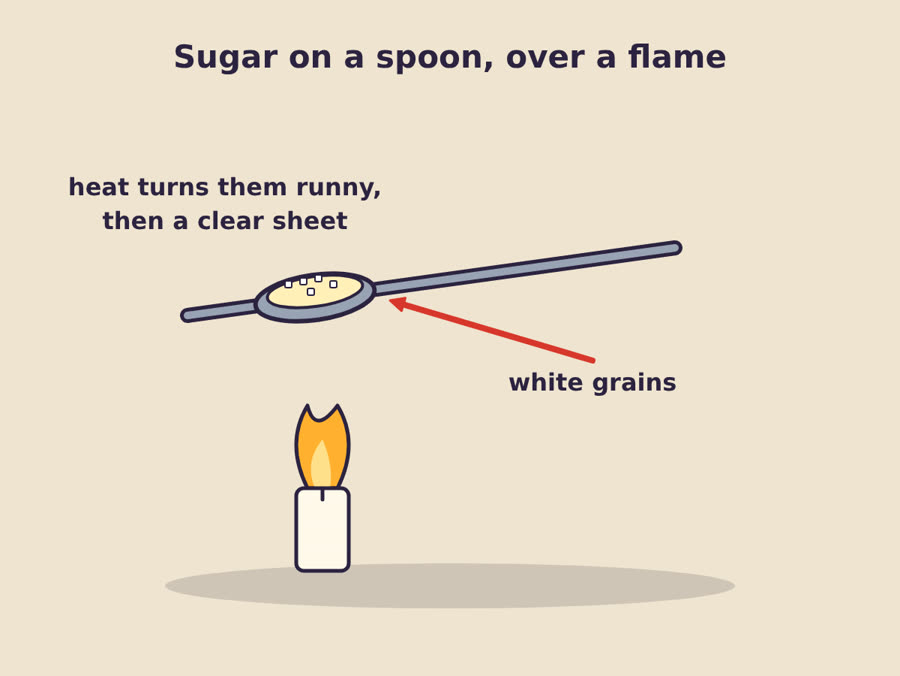 Sugar on a spoon, over a flame
heat turns them runny,
then a clear sheet
white grains